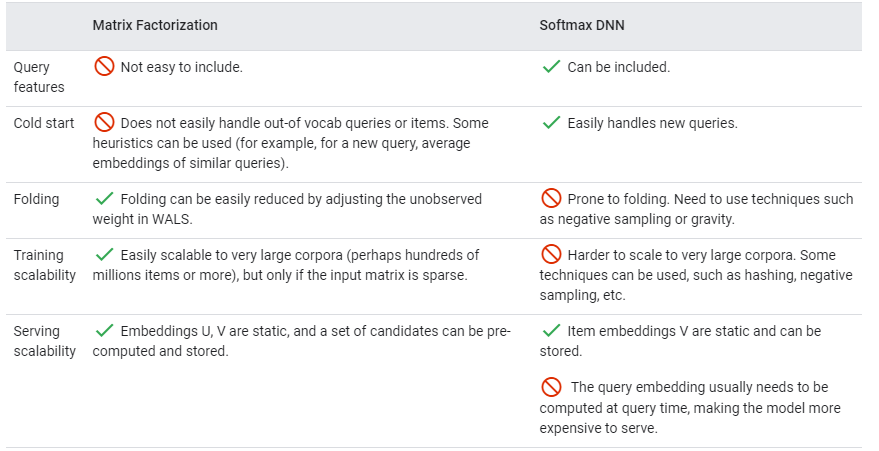 Matrix Factorization Softmax DNN
Query features
Not easy to include.
Can be included.
Cold start
Does not easily handle out-of vocab queries or items. Some
heuristics can be used (for example, for a new query, average
embeddings of similar queries).
Easily handles new queries.
Folding
Folding can be easily reduced by adjusting the unobserved
weight in WALS.
Prone to folding. Need to use techniques such
as negative sampling or gravity.
Training
scalability
Easily scalable to very large corpora (perhaps hundreds of
millions items or more), but only if the input matrix is sparse.
Harder to scale to very large corpora. Some
techniques can be used, such as hashing, negative
sampling, etc.
Serving
scalability
Embeddings U, V are static, and a set of candidates can be pre-
computed and stored.
Item embeddings V are static and can be
stored.
The query embedding usually needs to be
computed at query time, making the model more
expensive to serve.